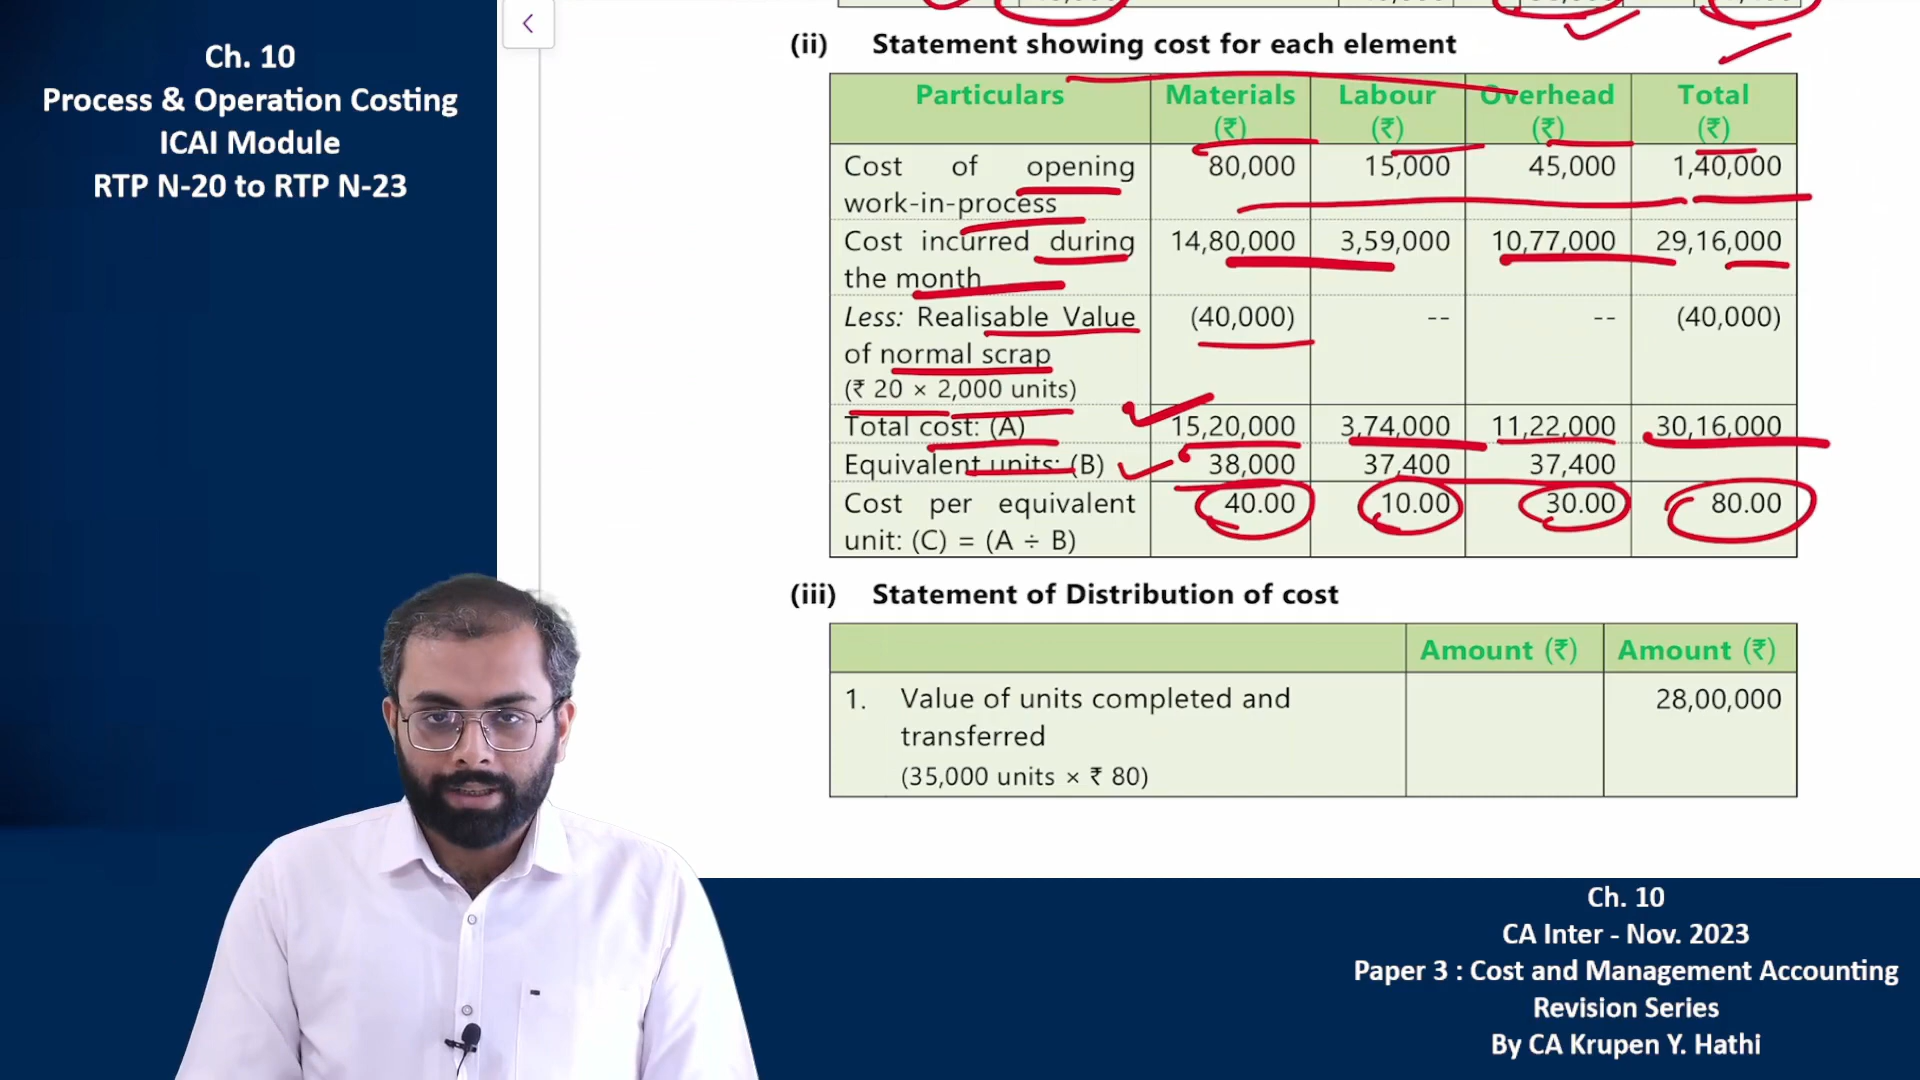 Ch. 10
Process & Operation Costing
ICAI Module
RTP N-20 to RTP N-23
(ii) Statement showing cost for each element
Particulars Materials Labour Overhead Total
(₹) (₹) (₹) (₹)
Cost of opening 80,000 15,000 45,000 1,40,000
work-in-process
Cost incurred during 14,80,000 3,59,000 10,77,000 29,16,000
the month
Less: Realisable Value (40,000) -- -- (40,000)
of normal scrap
(₹ 20 × 2,000 units)
Total cost: (A) 15,20,000 3,74,000 11,22,000 30,16,000
Equivalent units: (B) 38,000 37,400 37,400
Cost per equivalent 40.00 10.00 30.00 80.00
unit: (C) = (A ÷ B)
(iii) Statement of Distribution of cost
Amount (₹) Amount (₹)
1. Value of units completed and 28,00,000
transferred
(35,000 units × ₹ 80)
Ch. 10
CA Inter - Nov. 2023
Paper 3 : Cost and Management Accounting
Revision Series
By CA Krupen Y. Hathi